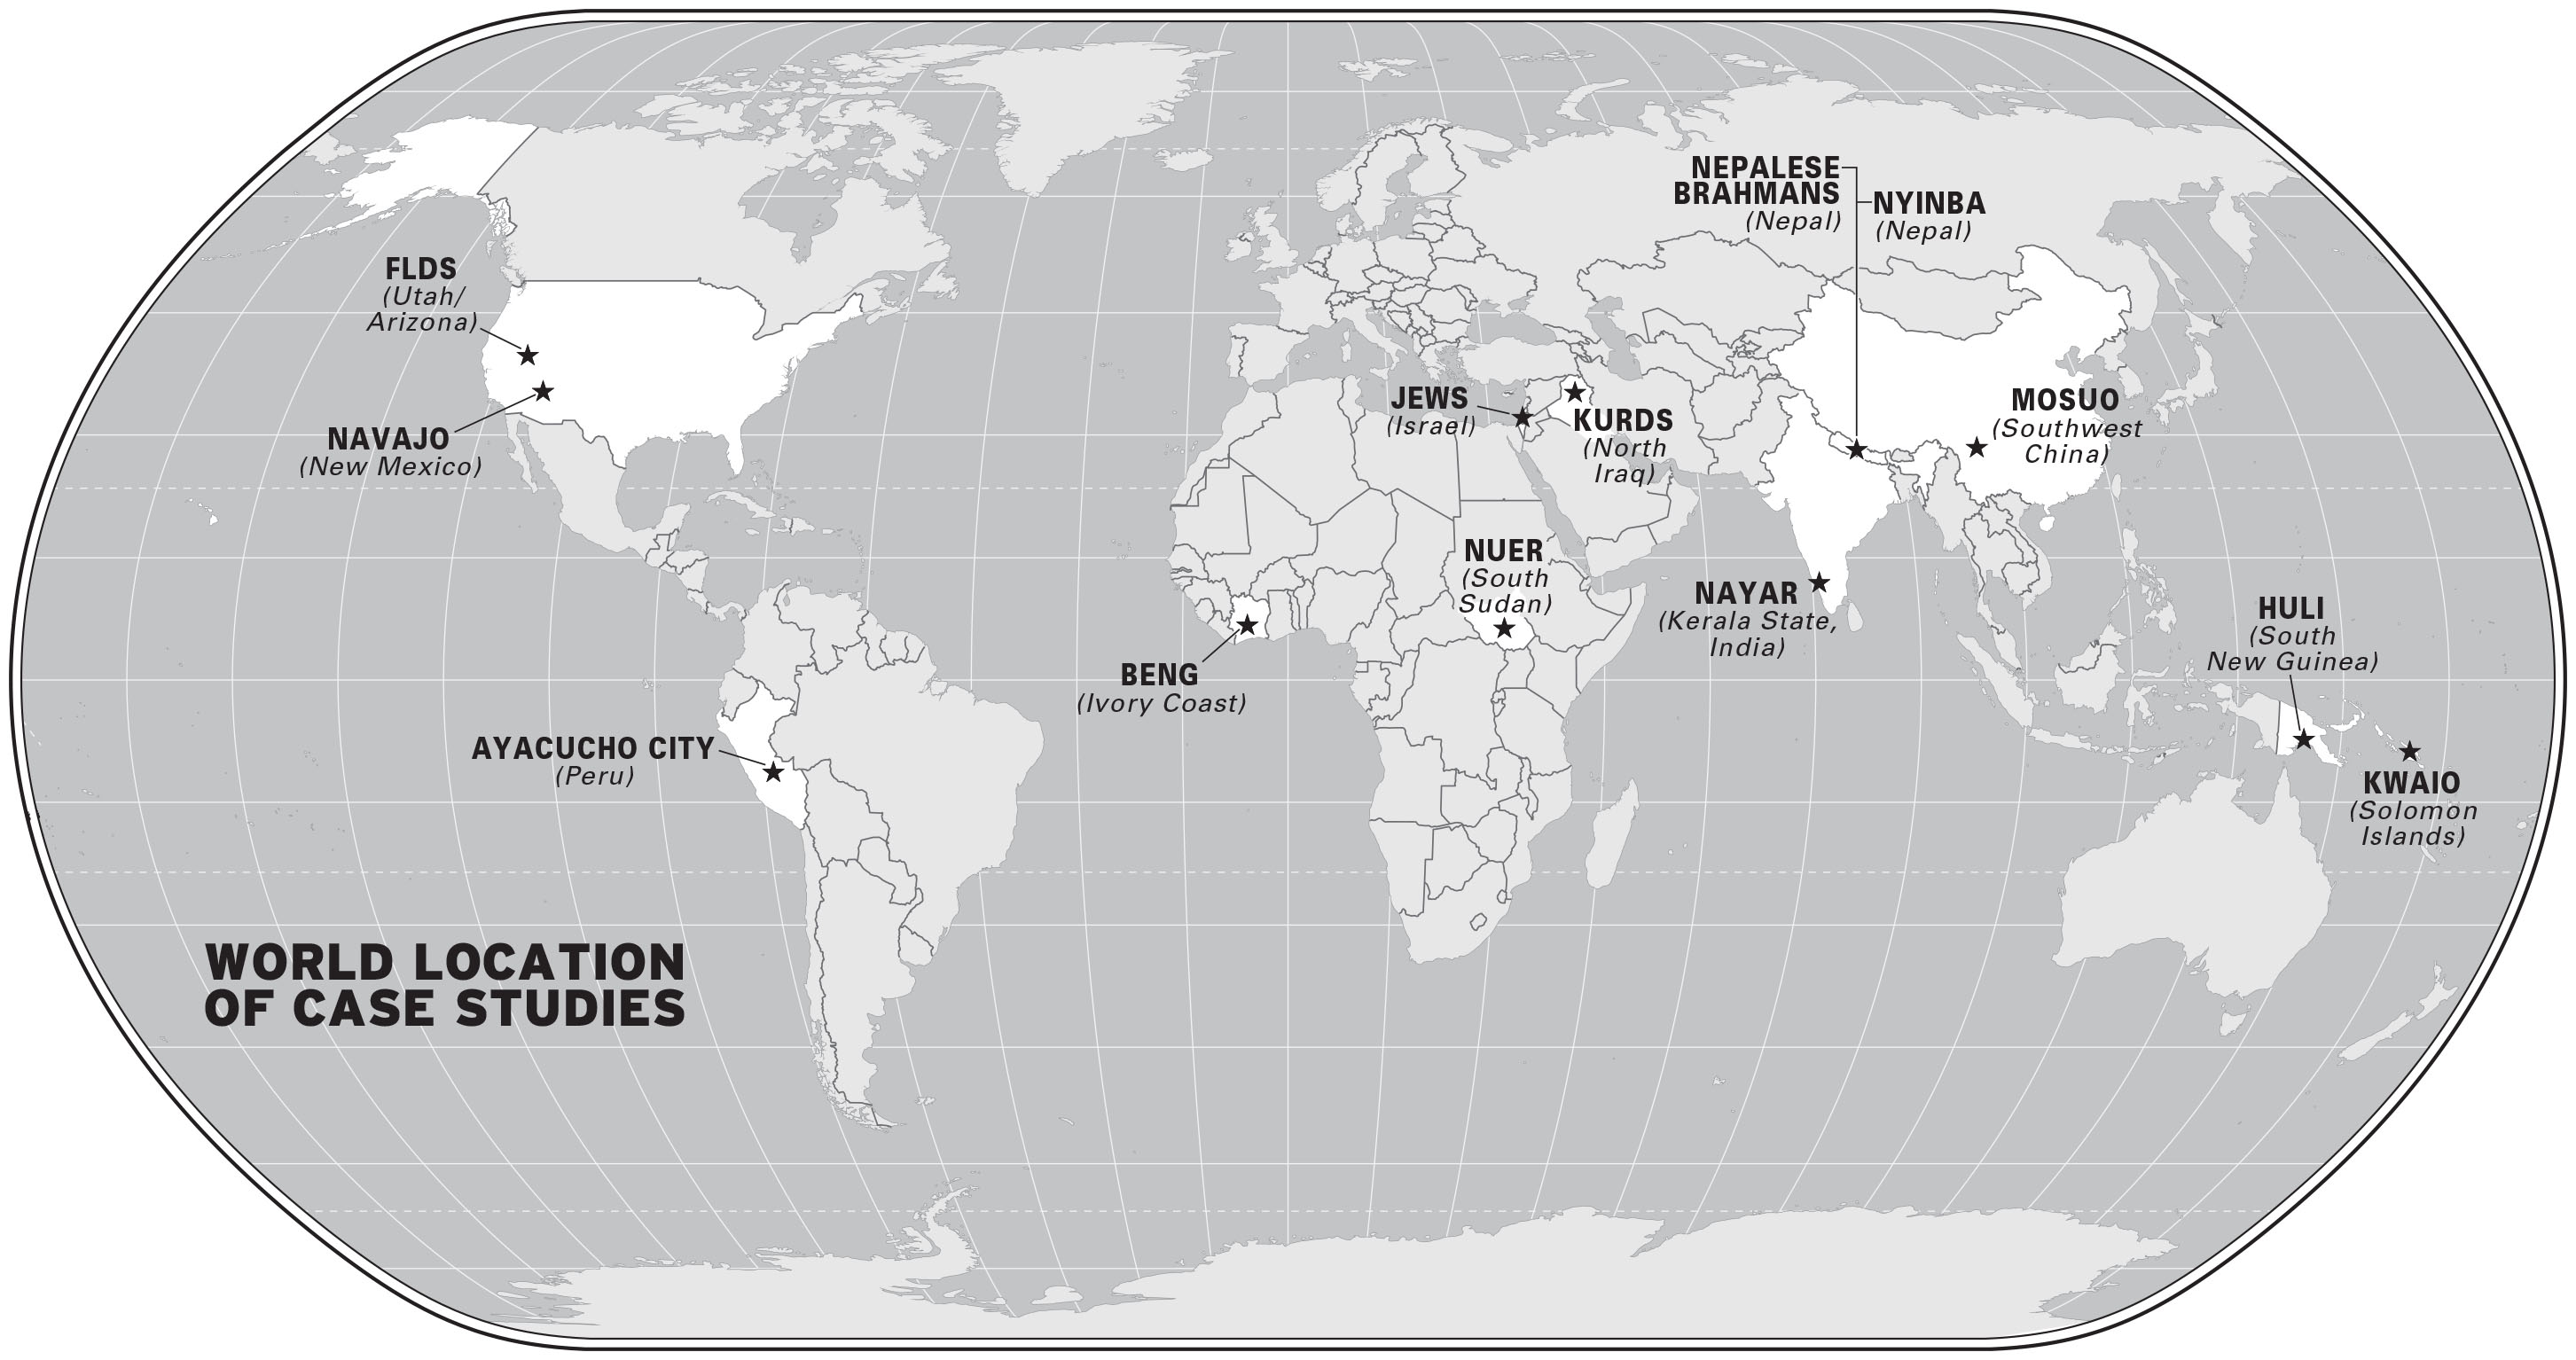 NEPALESE
BRAHMANS
(Nepal)
NYINBA
(Nepal)
FLDS
(Utah/
Arizona)
NAVAJO
(New Mexico)
JEWS
(Israel)
KURDS
(North
Iraq)
MOSUO
(Southwest
China)
NUER
(South
Sudan)
NAYAR
(Kerala State,
India)
HULI
(South
New Guinea)
BENG
(Ivory Coast)
AYACUCHO CITY
(Peru)
KWAIO
(Solomon
Islands)
WORLD LOCATION
OF CASE STUDIES